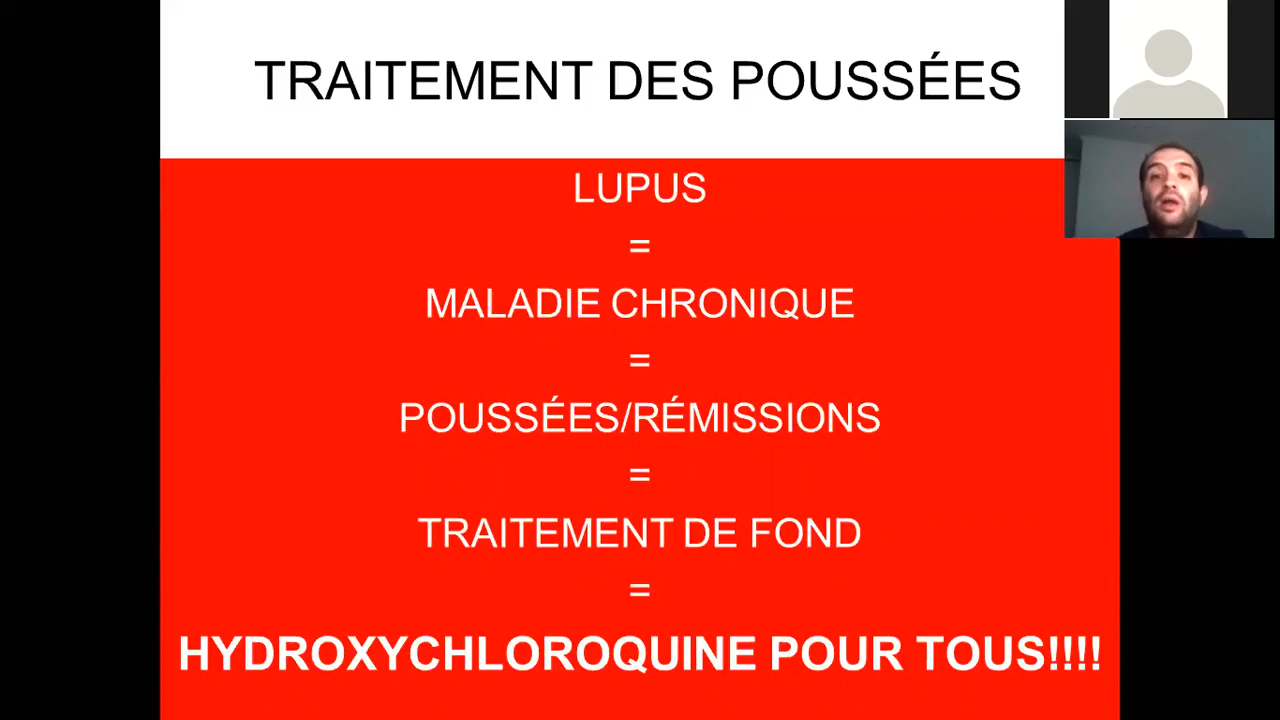 TRAITEMENT DES POUSSÉES
LUPUS
=
MALADIE CHRONIQUE
=
POUSSÉES/RÉMISSIONS
=
TRAITEMENT DE FOND
=
HYDROXYCHLOROQUINE POUR TOUS!!!!